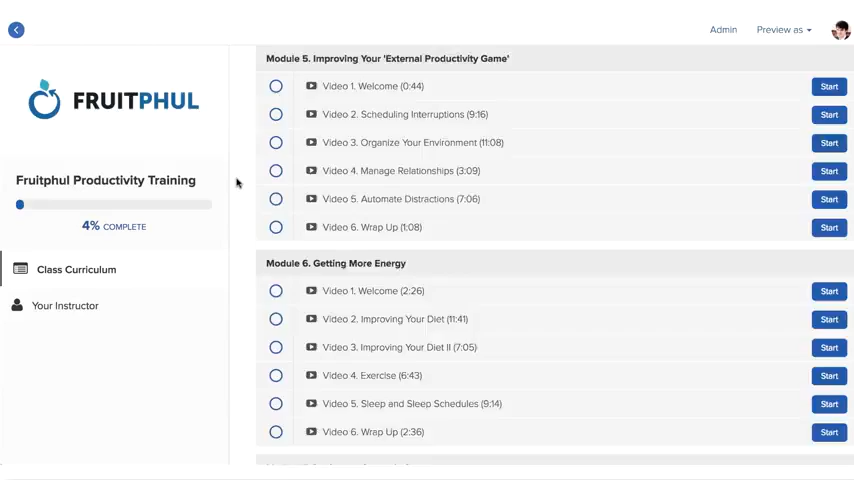 Admin
Preview as
FRUITPHUL
Fruitphul Productivity Training
4% COMPLETE
Class Curriculum
Your Instructor
Module 5. Improving Your 'External Productivity Game'
Video 1. Welcome (0:44) Start
Video 2. Scheduling Interruptions (9:16) Start
Video 3. Organize Your Environment (11:08) Start
Video 4. Manage Relationships (3:09) Start
Video 5. Automate Distractions (7:06) Start
Video 6. Wrap Up (1:08) Start
Module 6. Getting More Energy
Video 1. Welcome (2:26) Start
Video 2. Improving Your Diet (11:41) Start
Video 3. Improving Your Diet II (7:05) Start
Video 4. Exercise (6:43) Start
Video 5. Sleep and Sleep Schedules (9:14) Start
Video 6. Wrap Up (2:36) Start